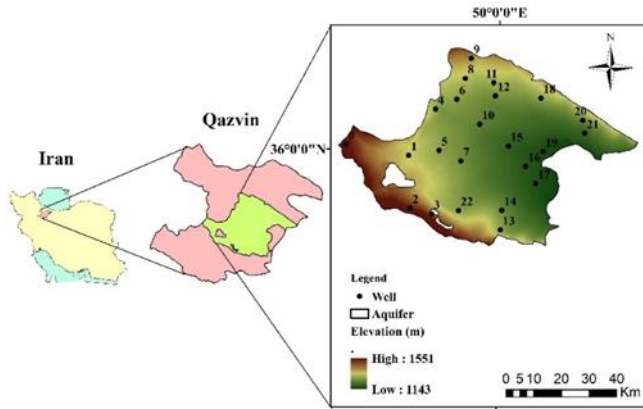 50°0'0"E
N
9
8
11
12
6
18
4
20
10
21
36°0'0"N
15
19
1
5
7
16
17
2
3
22
14
13
Iran
Qazvin
Legend
Well
Aquifer
Elevation (m)
High : 1551
Low : 1143
0 5 10 20 30 40
Km